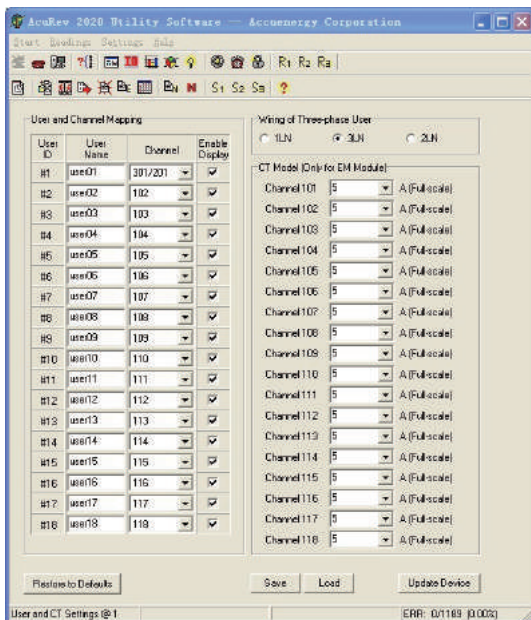 AcuRev 2020 Utility Software -- Accuenergy Corporation
Start Readings Settings Help
R1 R2 R3
S1 S2 S3
User and Channel Mapping
User ID User Name Channel Enable Display
#1 user01 301/201
#2 user02 102
#3 user03 103
#4 user04 104
#5 user05 105
#6 user06 106
#7 user07 107
#8 user08 108
#9 user09 109
#10 user10 110
#11 user11 111
#12 user12 112
#13 user13 113
#14 user14 114
#15 user15 115
#16 user16 116
#17 user17 117
#18 user18 118
Wiring of Three-phase User
1LN 3LN 2LN
CT Model (Only for EM Module)
Channel 101 5 A (Full-scale)
Channel 102 5 A (Full-scale)
Channel 103 5 A (Full-scale)
Channel 104 5 A (Full-scale)
Channel 105 5 A (Full-scale)
Channel 106 5 A (Full-scale)
Channel 107 5 A (Full-scale)
Channel 108 5 A (Full-scale)
Channel 109 5 A (Full-scale)
Channel 110 5 A (Full-scale)
Channel 111 5 A (Full-scale)
Channel 112 5 A (Full-scale)
Channel 113 5 A (Full-scale)
Channel 114 5 A (Full-scale)
Channel 115 5 A (Full-scale)
Channel 116 5 A (Full-scale)
Channel 117 5 A (Full-scale)
Channel 118 5 A (Full-scale)
Restore to Defaults Save Load Update Device
User and CT Settings @ 1 ERR: 0/1169 (0.00%)